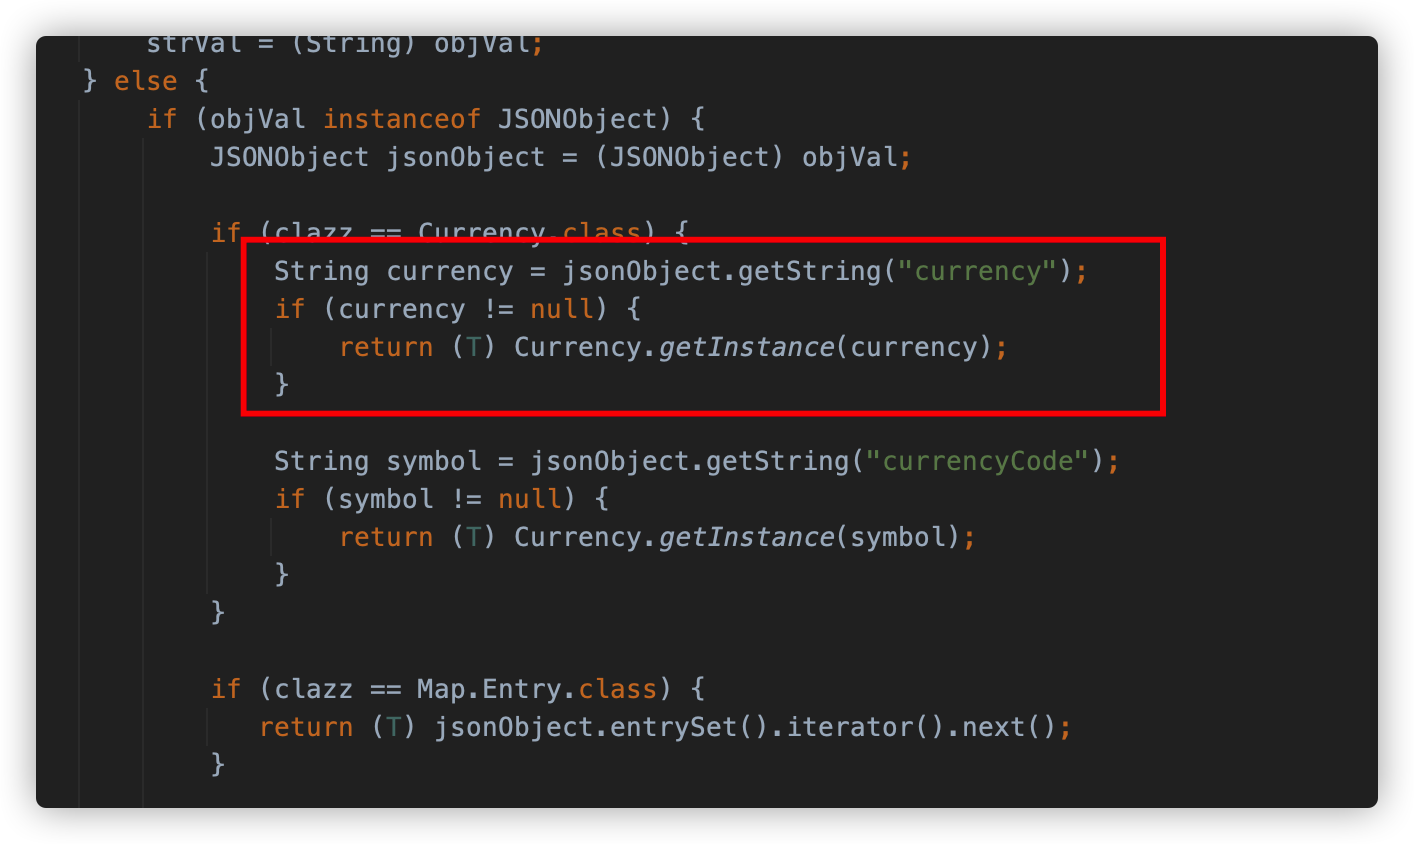 strVal = (String) objVal;
} else {
if (objVal instanceof JSONObject) {
JSONObject jsonObject = (JSONObject) objVal;
if (clazz == Currency.class) {
String currency = jsonObject.getString("currency");
if (currency != null) {
return (T) Currency.getInstance(currency);
}
String symbol = jsonObject.getString("currencyCode");
if (symbol != null) {
return (T) Currency.getInstance(symbol);
}
}
if (clazz == Map.Entry.class) {
return (T) jsonObject.entrySet().iterator().next();
}